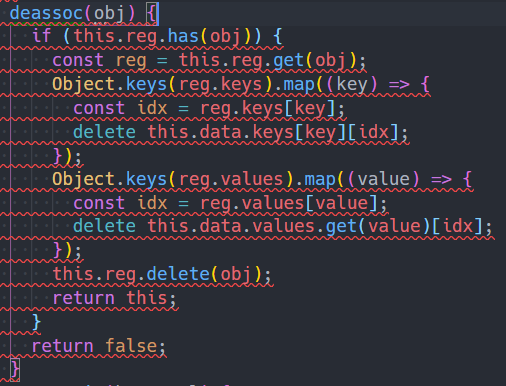 deassoc(obj) {
  if (this.reg.has(obj)) {
    const reg = this.reg.get(obj);
    Object.keys(reg.keys).map((key) => {
      const idx = reg.keys[key];
      delete this.data.keys[key][idx];
    });
    Object.keys(reg.values).map((value) => {
      const idx = reg.values[value];
      delete this.data.values.get(value)[idx];
    });
    this.reg.delete(obj);
    return this;
  }
  return false;
}